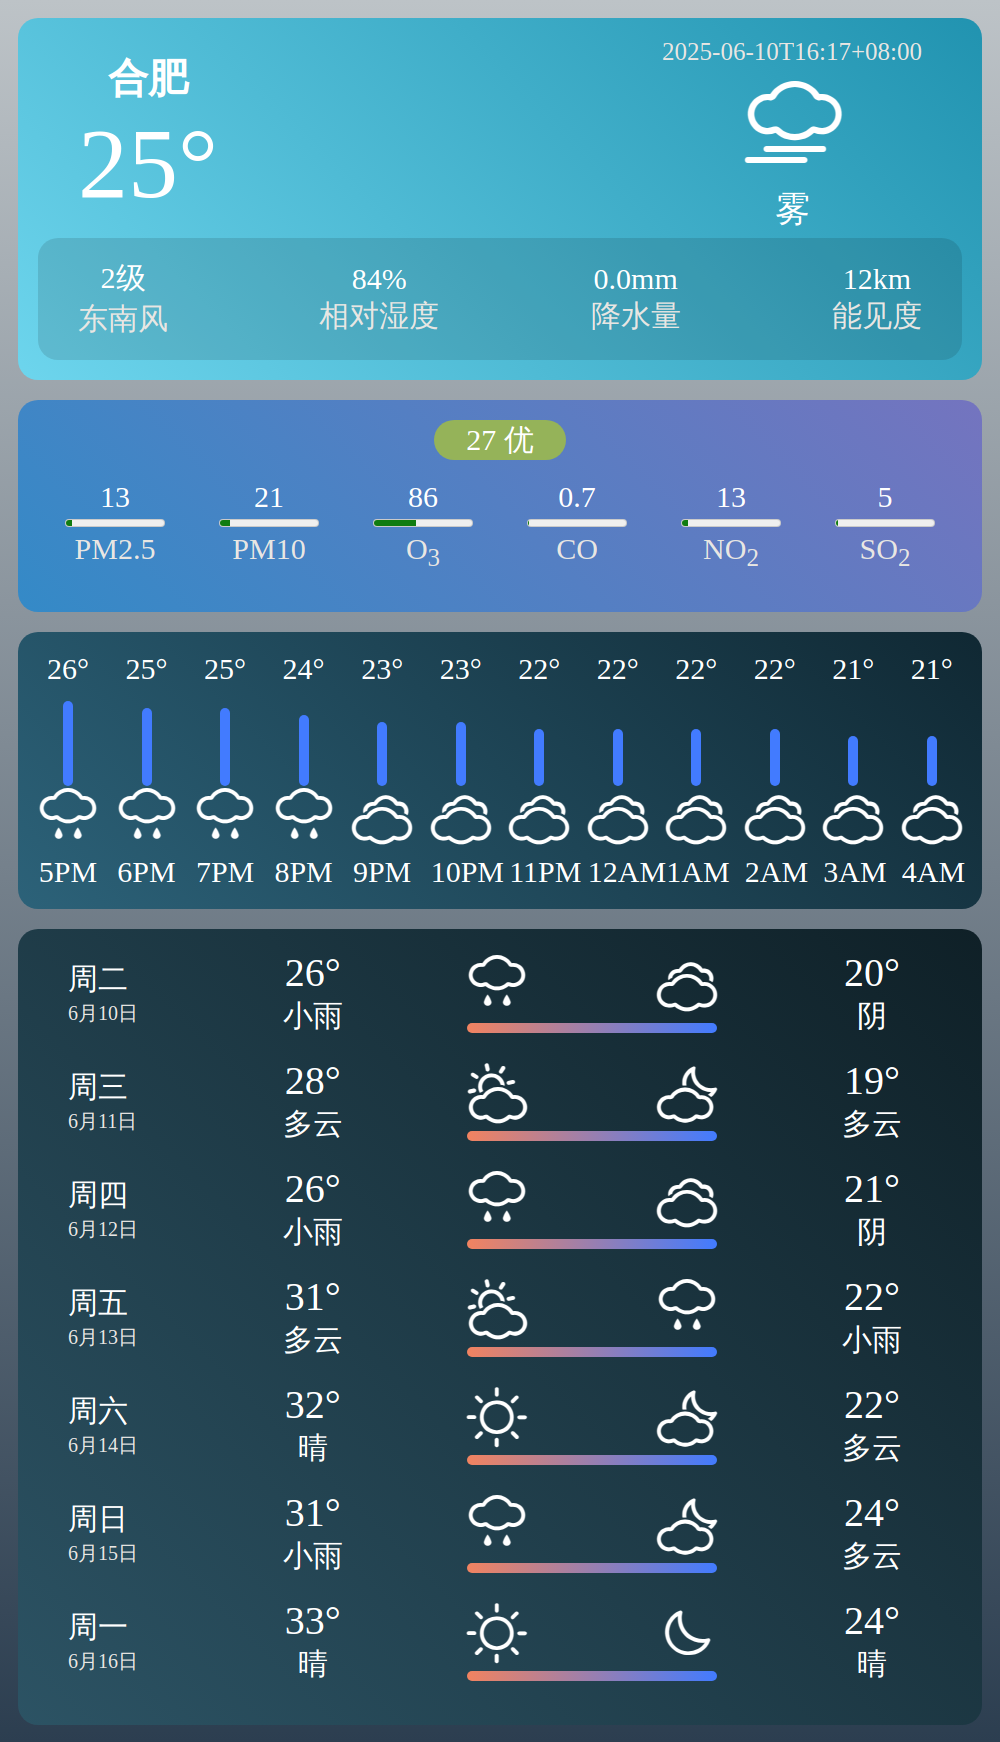 合肥
25°
2025-06-10T16:17+08:00
雾
2级 84% 0.0mm 12km
东南风 相对湿度 降水量 能见度
27 优
13 21 86 0.7 13 5
PM2.5 PM10 O3 CO NO2 SO2
26° 25° 25° 24° 23° 23° 22° 22° 22° 22° 21° 21°
5PM 6PM 7PM 8PM 9PM 10PM 11PM 12AM 1AM 2AM 3AM 4AM
周二 26° 20°
6月10日 小雨 阴
周三 28° 19°
6月11日 多云 多云
周四 26° 21°
6月12日 小雨 阴
周五 31° 22°
6月13日 多云 小雨
周六 32° 22°
6月14日 晴 多云
周日 31° 24°
6月15日 小雨 多云
周一 33° 24°
6月16日 晴 晴